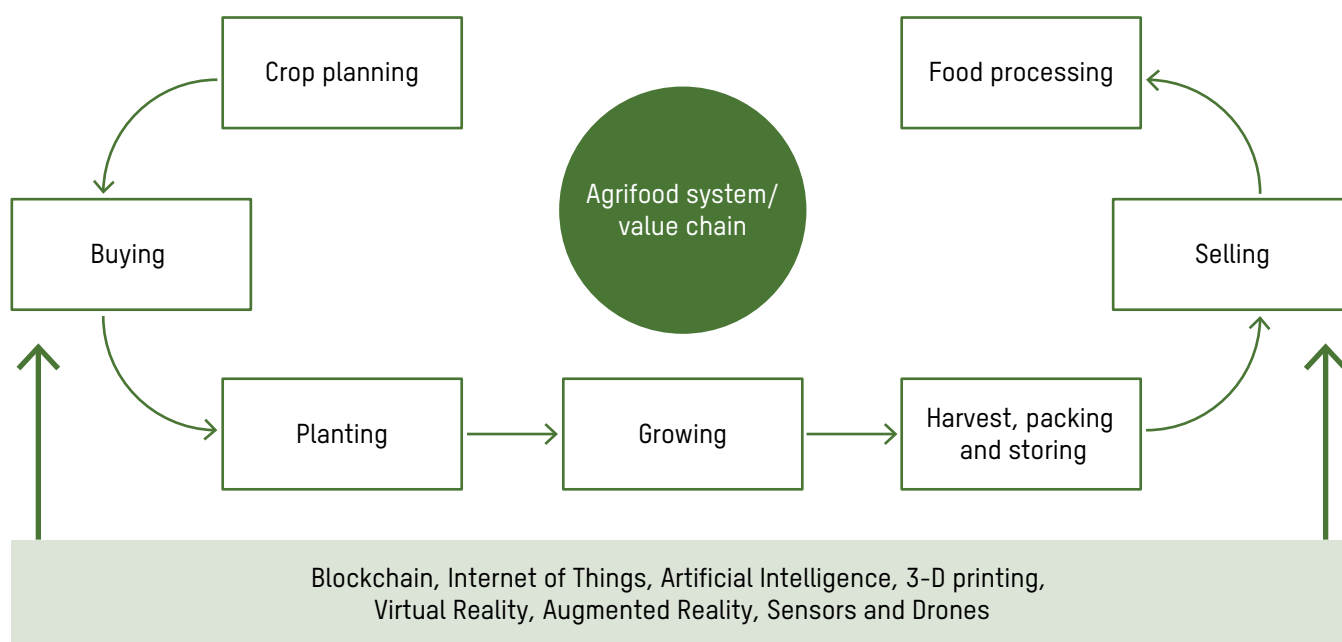 Crop planning
Food processing
Agrifood system/
value chain
Buying
Selling
Planting
Growing
Harvest, packing
and storing
Blockchain, Internet of Things, Artificial Intelligence, 3-D printing,
Virtual Reality, Augmented Reality, Sensors and Drones